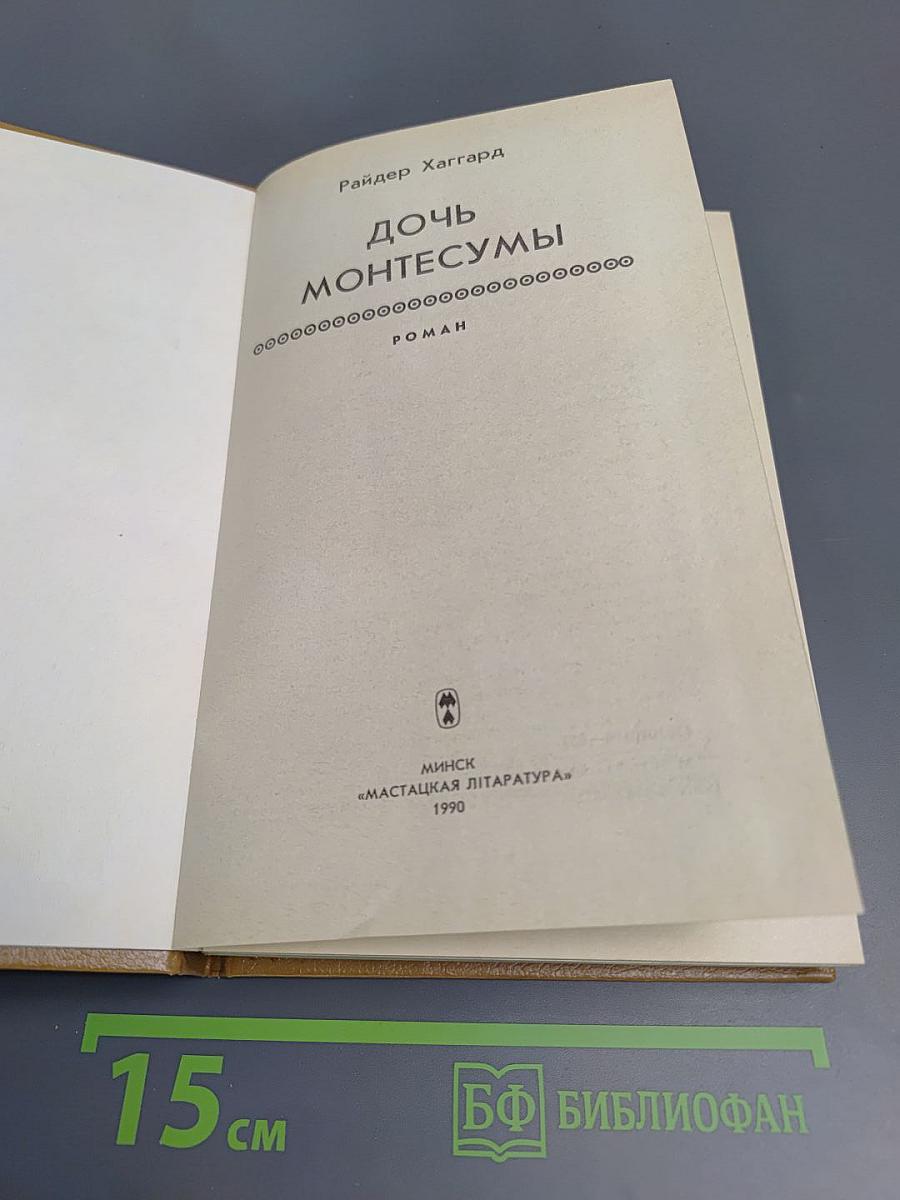 Райдер Хаггард
ДОЧЬ
МОНТЕСУМЫ
РОМАН
МИНСК
«МАСТАЦКАЯ ЛІТАРАТУРА»
1990
15 см
БФ БИБЛИОФАН